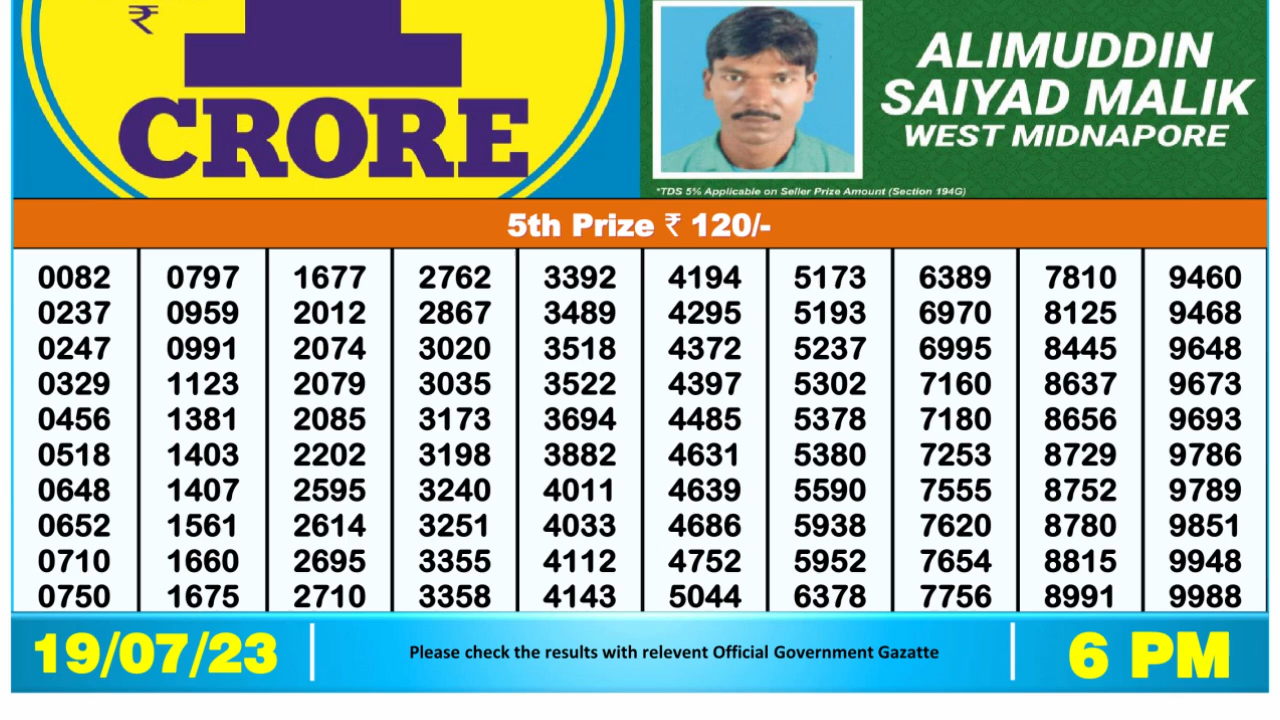 ₹
1
CRORE
ALIMUDDIN
SAIYAD MALIK
WEST MIDNAPORE
*TDS 5% Applicable on Seller Prize Amount (Section 194G)
5th Prize ₹ 120/-
0082 0797 1677 2762 3392 4194 5173 6389 7810 9460
0237 0959 2012 2867 3489 4295 5193 6970 8125 9468
0247 0991 2074 3020 3518 4372 5237 6995 8445 9648
0329 1123 2079 3035 3522 4397 5302 7160 8637 9673
0456 1381 2085 3173 3694 4485 5378 7180 8656 9693
0518 1403 2202 3198 3882 4631 5380 7253 8729 9786
0648 1407 2595 3240 4011 4639 5590 7555 8752 9789
0652 1561 2614 3251 4033 4686 5938 7620 8780 9851
0710 1660 2695 3355 4112 4752 5952 7654 8815 9948
0750 1675 2710 3358 4143 5044 6378 7756 8991 9988
19/07/23 Please check the results with relevent Official Government Gazatte 6 PM